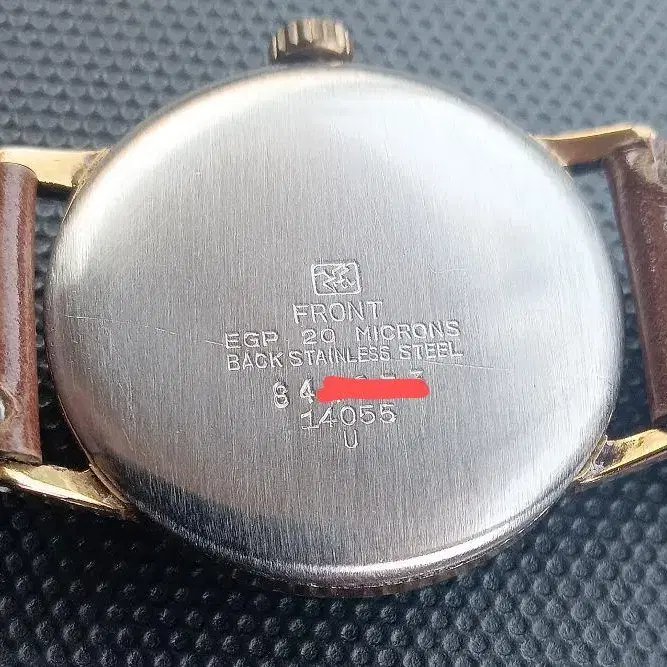 FRONT
EGP 20 MICRONS
BACK STAINLESS STEEL
84
14055
U